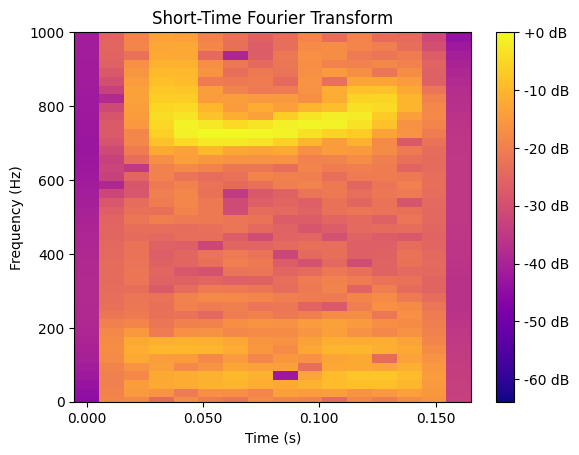 Short-Time Fourier Transform
1000
800
600
400
200
0
Frequency (Hz)
0.000
0.050
0.100
0.150
Time (s)
+0 dB
-10 dB
-20 dB
-30 dB
-40 dB
-50 dB
-60 dB